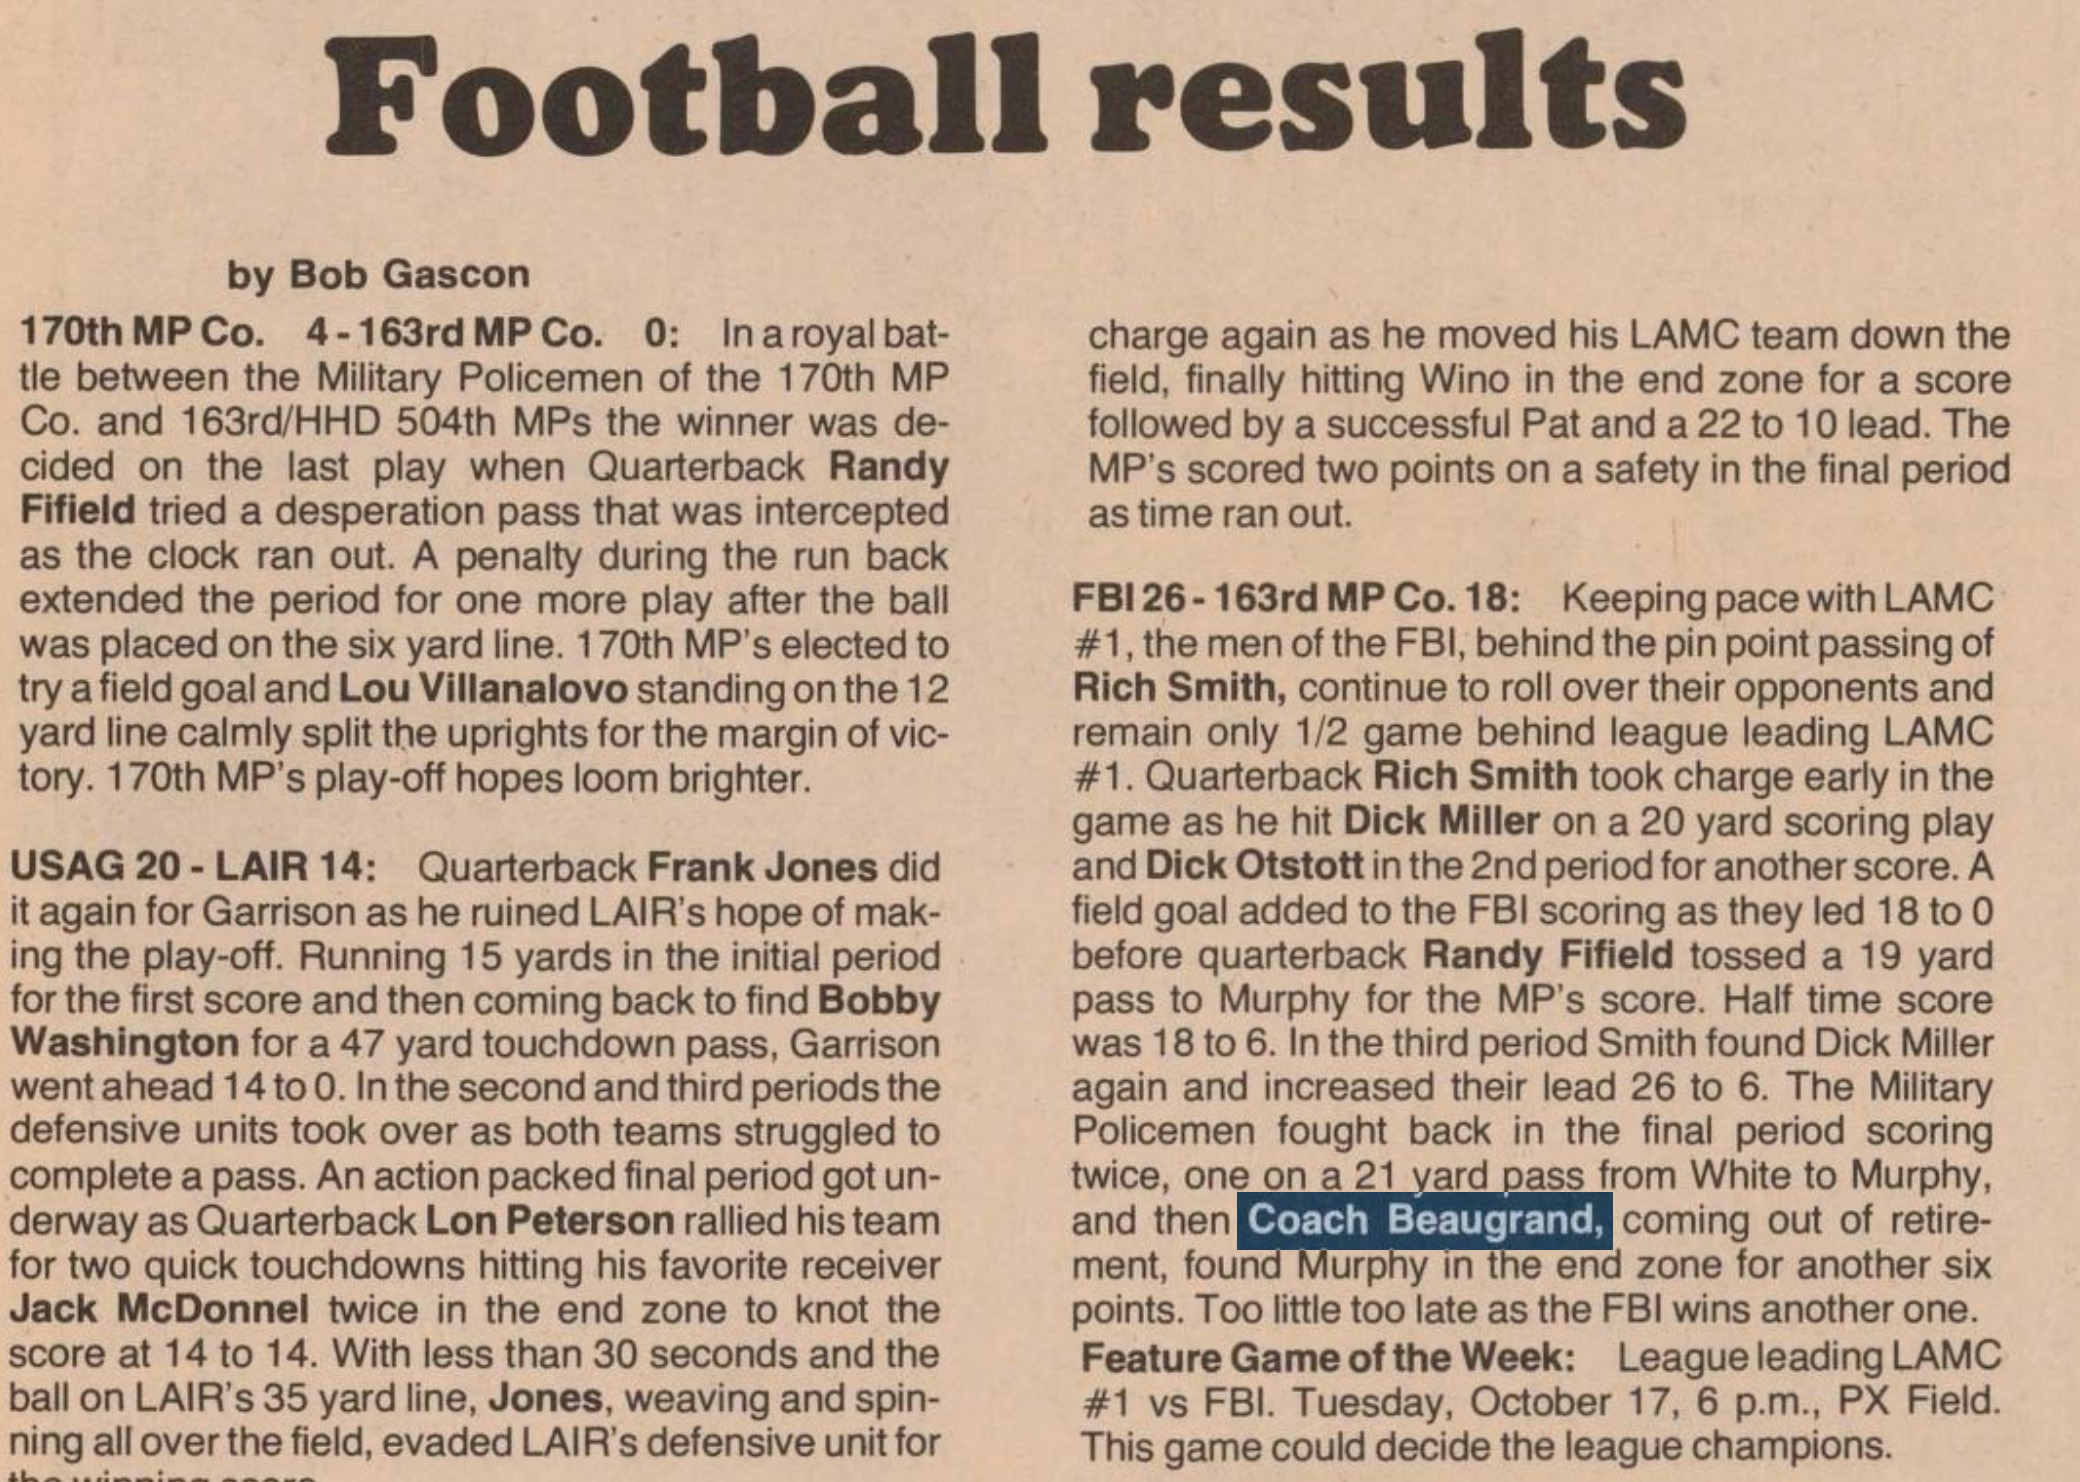 Football results
by Bob Gascon
170th MP Co. 4 - 163rd MP Co. 0: In a royal bat-
tle between the Military Policemen of the 170th MP
Co. and 163rd/HHD 504th MPs the winner was de-
cided on the last play when Quarterback Randy
Fifield tried a desperation pass that was intercepted
as the clock ran out. A penalty during the run back
extended the period for one more play after the ball
was placed on the six yard line. 170th MP's elected to
try a field goal and Lou Villanalovo standing on the 12
yard line calmly split the uprights for the margin of vic-
tory. 170th MP's play-off hopes loom brighter.
USAG 20 - LAIR 14: Quarterback Frank Jones did
it again for Garrison as he ruined LAIR's hope of mak-
ing the play-off. Running 15 yards in the initial period
for the first score and then coming back to find Bobby
Washington for a 47 yard touchdown pass, Garrison
went ahead 14 to 0. In the second and third periods the
defensive units took over as both teams struggled to
complete a pass. An action packed final period got un-
derway as Quarterback Lon Peterson rallied his team
for two quick touchdowns hitting his favorite receiver
Jack McDonnel twice in the end zone to knot the
score at 14 to 14. With less than 30 seconds and the
ball on LAIR's 35 yard line, Jones, weaving and spin-
ning all over the field, evaded LAIR's defensive unit for
the winning score
charge again as he moved his LAMC team down the
field, finally hitting Wino in the end zone for a score
followed by a successful Pat and a 22 to 10 lead. The
MP's scored two points on a safety in the final period
as time ran out.
FBI 26 - 163rd MP Co. 18: Keeping pace with LAMC
#1, the men of the FBI, behind the pin point passing of
Rich Smith, continue to roll over their opponents and
remain only 1/2 game behind league leading LAMC
#1. Quarterback Rich Smith took charge early in the
game as he hit Dick Miller on a 20 yard scoring play
and Dick Otstott in the 2nd period for another score. A
field goal added to the FBI scoring as they led 18 to 0
before quarterback Randy Fifield tossed a 19 yard
pass to Murphy for the MP's score. Half time score
was 18 to 6. In the third period Smith found Dick Miller
again and increased their lead 26 to 6. The Military
Policemen fought back in the final period scoring
twice, one on a 21 yard pass from White to Murphy,
and then Coach Beaugrand, coming out of retire-
ment, found Murphy in the end zone for another six
points. Too little too late as the FBI wins another one.
Feature Game of the Week: League leading LAMC
#1 vs FBI. Tuesday, October 17, 6 p.m., PX Field.
This game could decide the league champions.